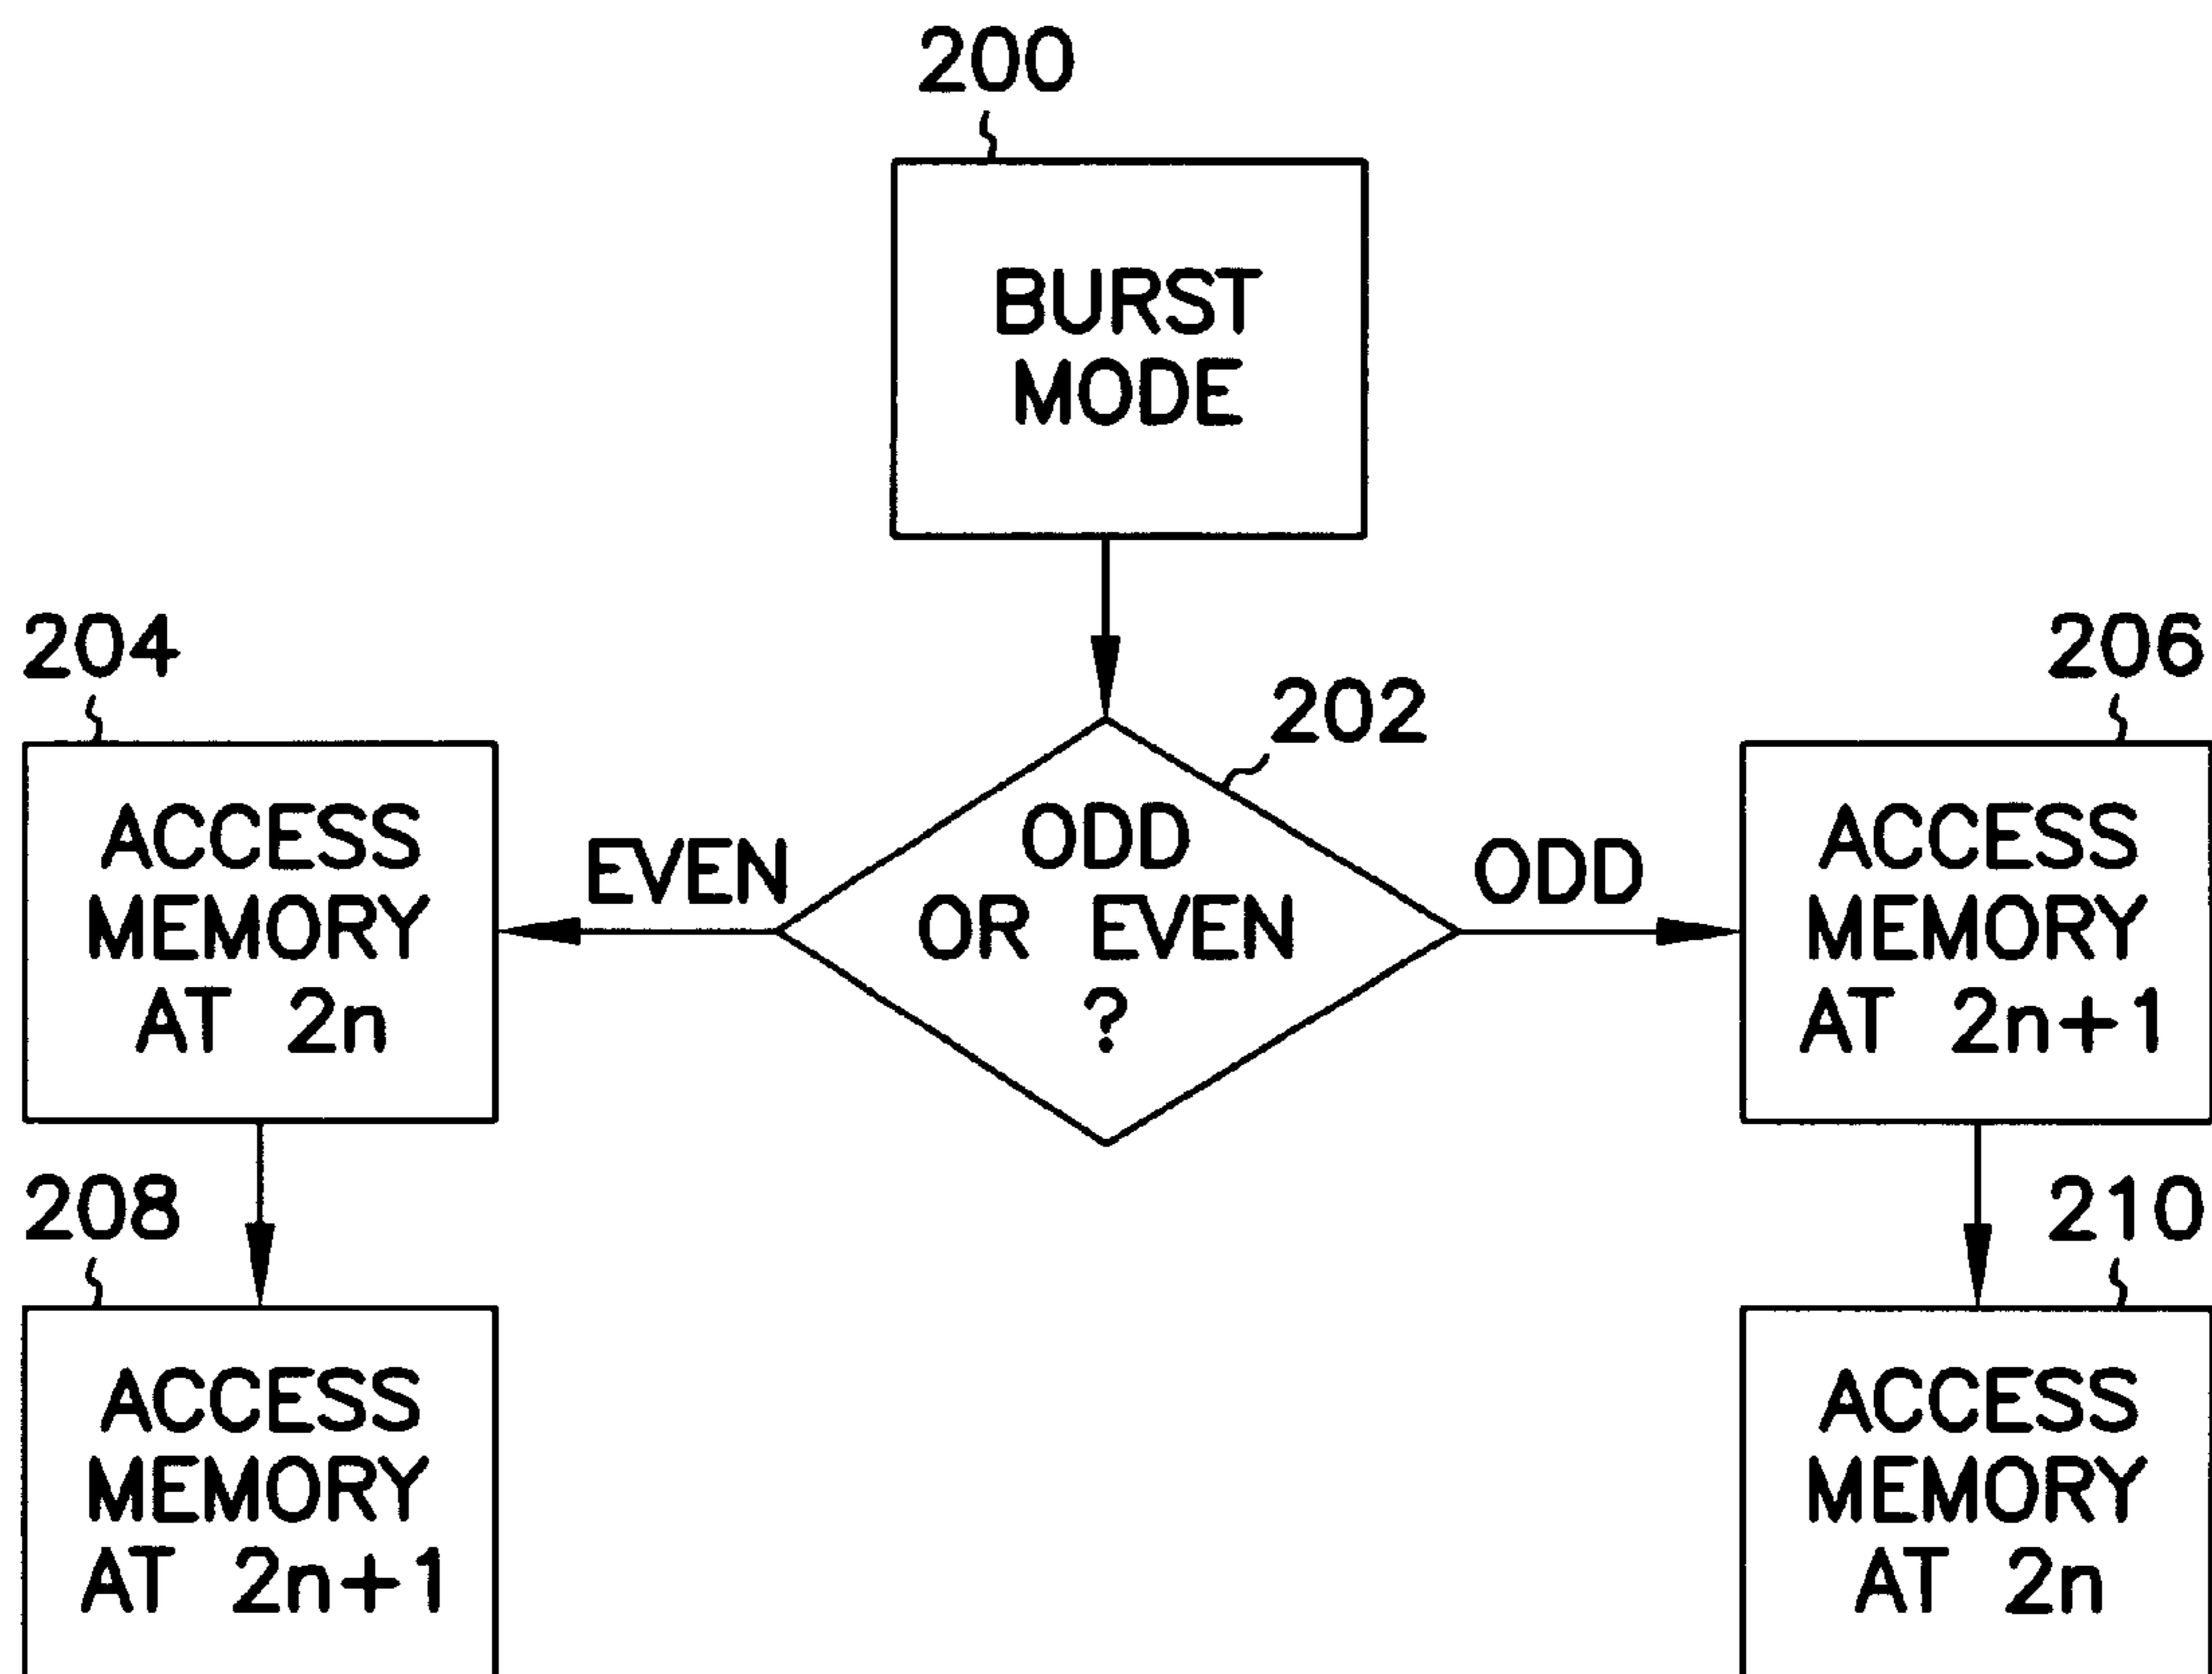 200
BURST
MODE
204
206
202
ACCESS
MEMORY
AT 2n
EVEN
ODD
OR EVEN
?
ODD
ACCESS
MEMORY
AT 2n+1
208
210
ACCESS
MEMORY
AT 2n+1
ACCESS
MEMORY
AT 2n